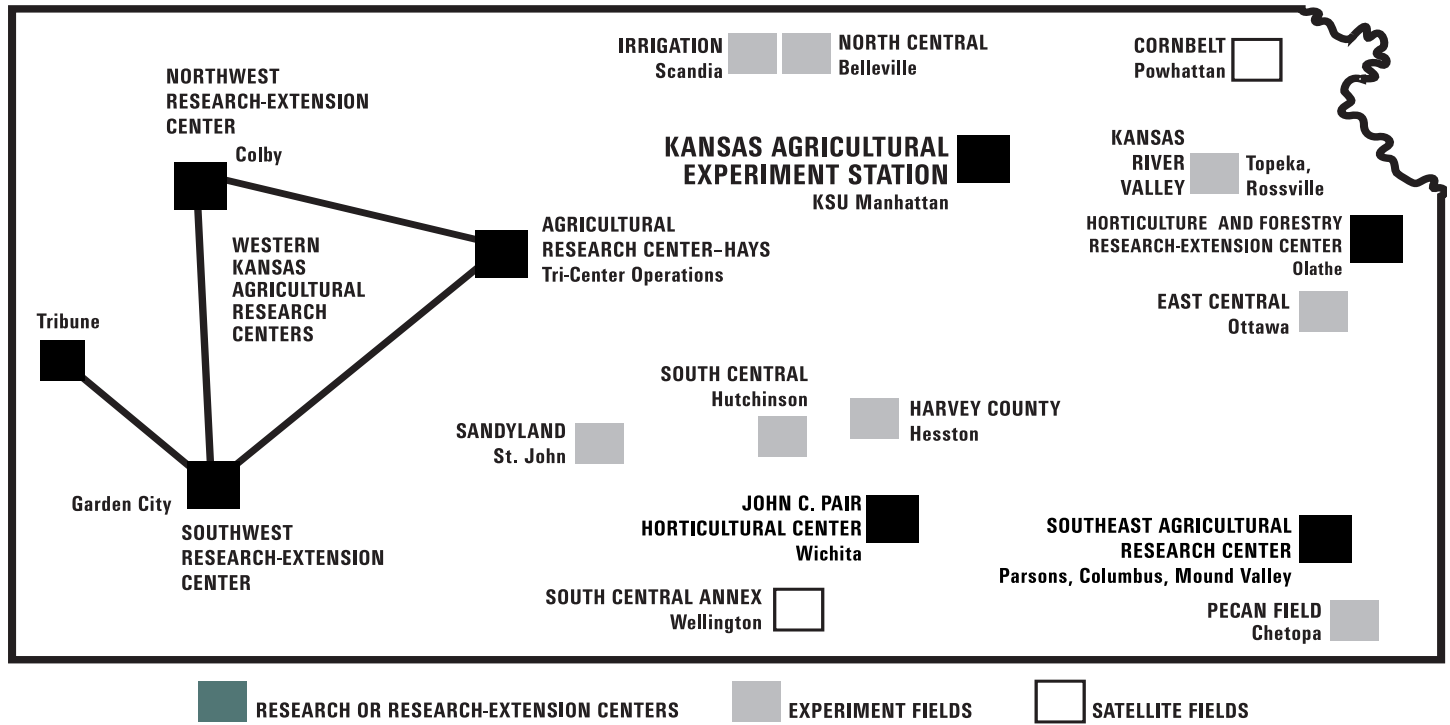 IRRIGATION
Scandia
NORTH CENTRAL
Belleville
CORNBELT
Powhattan
NORTHWEST
RESEARCH-EXTENSION
CENTER
Colby
KANSAS AGRICULTURAL
EXPERIMENT STATION
KSU Manhattan
KANSAS
RIVER
VALLEY
Topeka,
Rossville
AGRICULTURAL
RESEARCH CENTER–HAYS
Tri-Center Operations
HORTICULTURE AND FORESTRY
RESEARCH-EXTENSION CENTER
Olathe
WESTERN
KANSAS
AGRICULTURAL
RESEARCH
CENTERS
EAST CENTRAL
Ottawa
Tribune
SOUTH CENTRAL
Hutchinson
HARVEY COUNTY
Hesston
SANDYLAND
St. John
Garden City
SOUTHWEST
RESEARCH-EXTENSION
CENTER
JOHN C. PAIR
HORTICULTURAL CENTER
Wichita
SOUTHEAST AGRICULTURAL
RESEARCH CENTER
Parsons, Columbus, Mound Valley
SOUTH CENTRAL ANNEX
Wellington
PECAN FIELD
Chetopa
RESEARCH OR RESEARCH-EXTENSION CENTERS
EXPERIMENT FIELDS
SATELLITE FIELDS